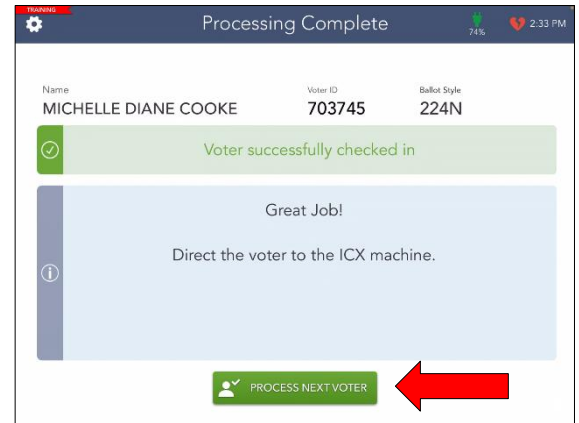 TRAINING
Processing Complete
74%
2:33 PM
Name
Voter ID
Ballot Style
MICHELLE DIANE COOKE 703745 224N
Voter successfully checked in
Great Job!
Direct the voter to the ICX machine.
PROCESS NEXT VOTER